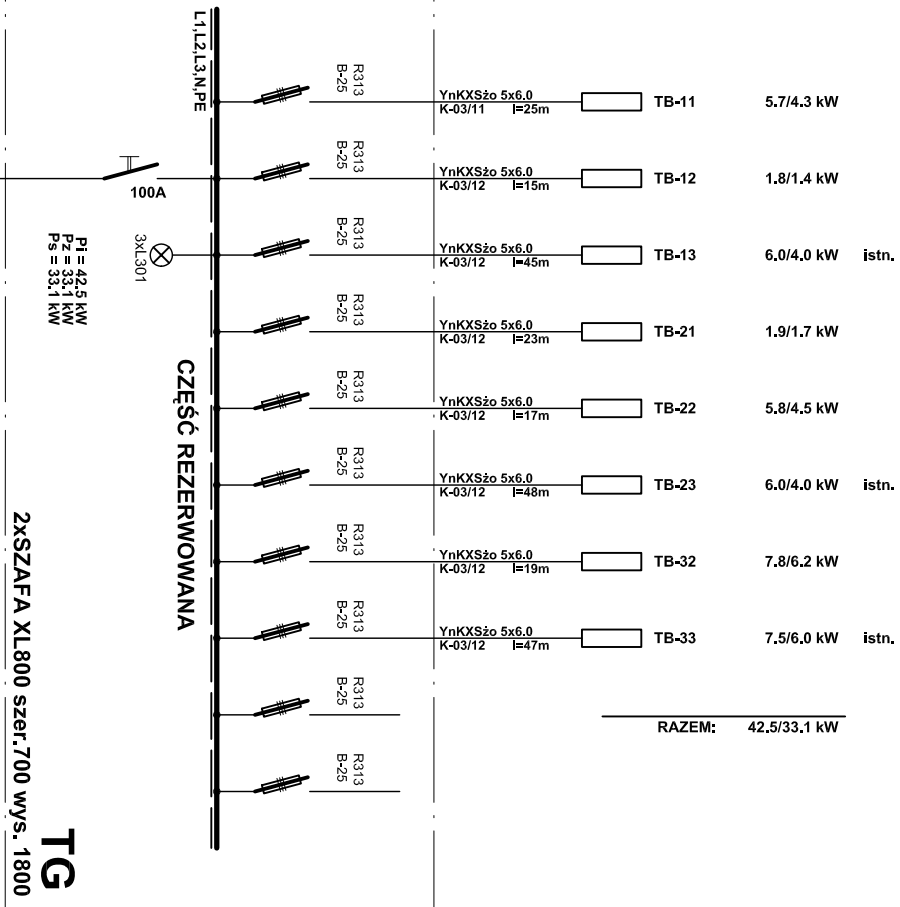 L1,L2,L3,N,PE
R313
B-25
YnKXSżo 5x6.0
K-03/11 l=25m
TB-11
5.7/4.3 kW
100A
R313
B-25
YnKXSżo 5x6.0
K-03/12 l=15m
TB-12
1.8/1.4 kW
3xL301
R313
B-25
YnKXSżo 5x6.0
K-03/12 l=45m
TB-13
6.0/4.0 kW
istn.
Pi = 42.5 kW
Pz = 33.1 kW
Ps = 33.1 kW
R313
B-25
YnKXSżo 5x6.0
K-03/12 l=23m
TB-21
1.9/1.7 kW
CZĘŚĆ REZERWOWANA
R313
B-25
YnKXSżo 5x6.0
K-03/12 l=17m
TB-22
5.8/4.5 kW
R313
B-25
YnKXSżo 5x6.0
K-03/12 l=48m
TB-23
6.0/4.0 kW
istn.
R313
B-25
YnKXSżo 5x6.0
K-03/12 l=19m
TB-32
7.8/6.2 kW
R313
B-25
YnKXSżo 5x6.0
K-03/12 l=47m
TB-33
7.5/6.0 kW
istn.
R313
B-25
RAZEM: 42.5/33.1 kW
R313
B-25
TG
2xSZAFA XL800 szer.700 wys. 1800